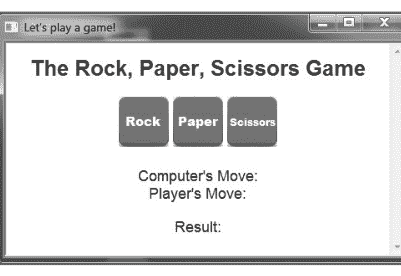 Let's play a game!
The Rock, Paper, Scissors Game
Rock Paper Scissors
Computer's Move:
Player's Move:
Result: